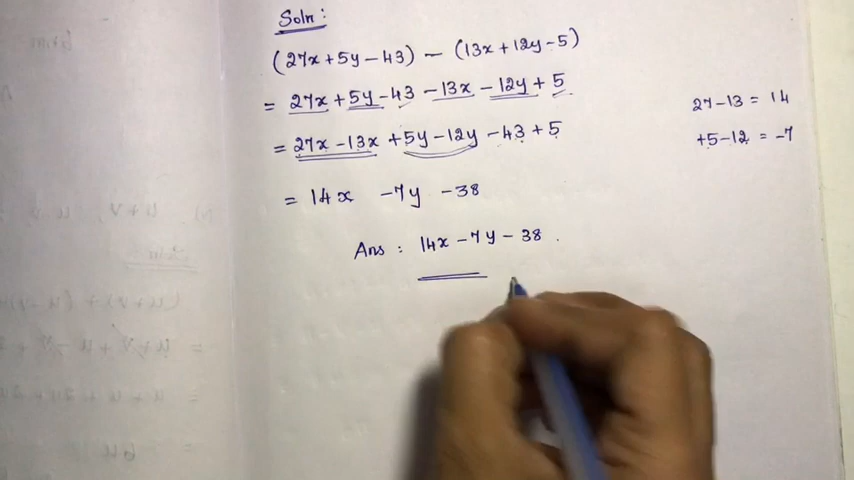 Soln :
(27x + 5y - 43) - (13x + 12y - 5)
= 27x + 5y - 43 - 13x - 12y + 5
27 - 13 = 14
= 27x - 13x + 5y - 12y - 43 + 5
+5 - 12 = -7
= 14x - 7y - 38
Ans : 14x - 7y - 38 .